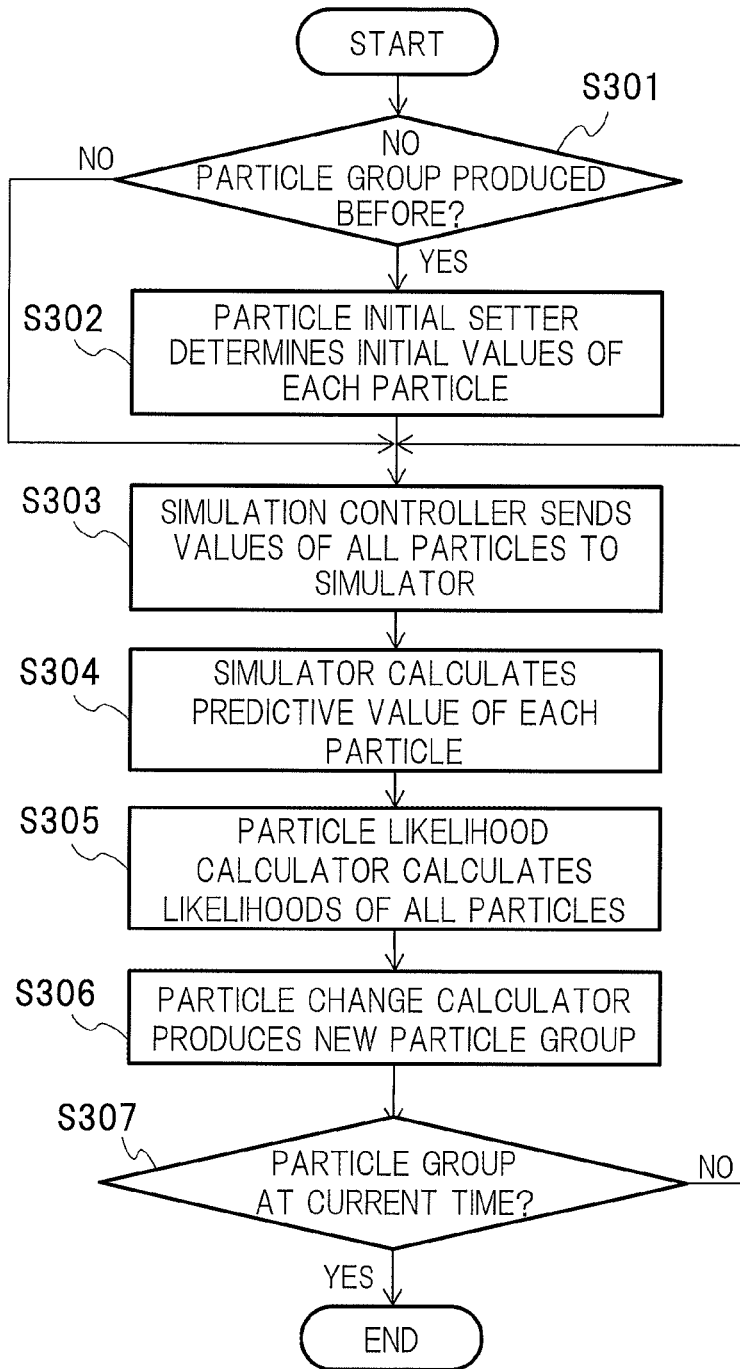 START
S301
NO
NO
PARTICLE GROUP PRODUCED
BEFORE?
YES
S302
PARTICLE INITIAL SETTER
DETERMINES INITIAL VALUES OF
EACH PARTICLE
S303
SIMULATION CONTROLLER SENDS
VALUES OF ALL PARTICLES TO
SIMULATOR
S304
SIMULATOR CALCULATES
PREDICTIVE VALUE OF EACH
PARTICLE
S305
PARTICLE LIKELIHOOD
CALCULATOR CALCULATES
LIKELIHOODS OF ALL PARTICLES
S306
PARTICLE CHANGE CALCULATOR
PRODUCES NEW PARTICLE GROUP
S307
PARTICLE GROUP
AT CURRENT TIME?
NO
YES
END